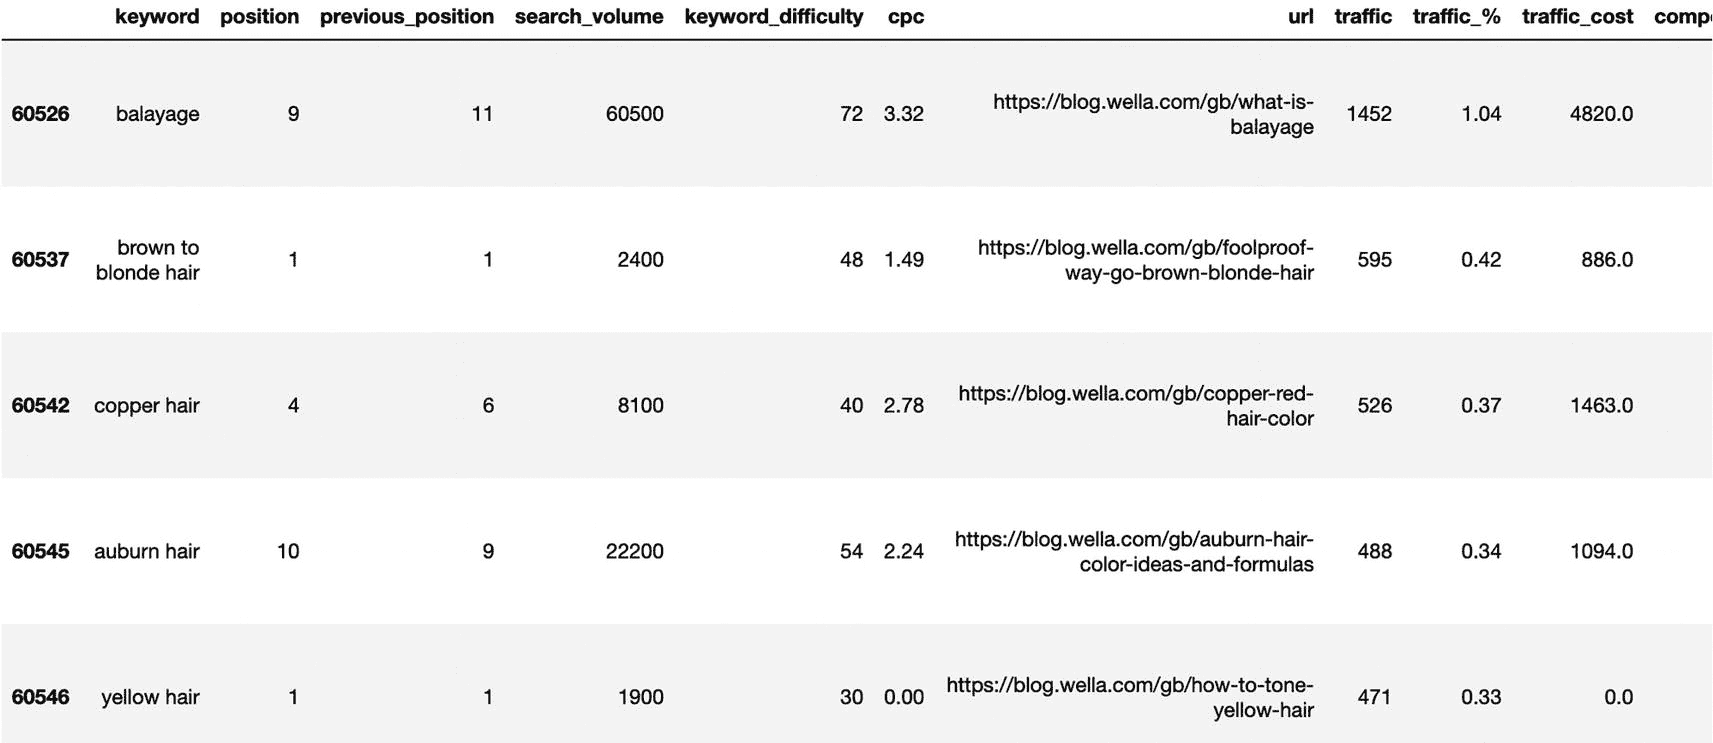 keyword position previous_position search_volume keyword_difficulty cpc url traffic traffic_% traffic_cost comp
60526 balayage 9 11 60500 72 3.32 https://blog.wella.com/gb/what-is-
balayage 1452 1.04 4820.0
60537 brown to
blonde hair 1 1 2400 48 1.49 https://blog.wella.com/gb/foolproof-
way-go-brown-blonde-hair 595 0.42 886.0
60542 copper hair 4 6 8100 40 2.78 https://blog.wella.com/gb/copper-red-
hair-color 526 0.37 1463.0
60545 auburn hair 10 9 22200 54 2.24 https://blog.wella.com/gb/auburn-hair-
color-ideas-and-formulas 488 0.34 1094.0
60546 yellow hair 1 1 1900 30 0.00 https://blog.wella.com/gb/how-to-tone-
yellow-hair 471 0.33 0.0